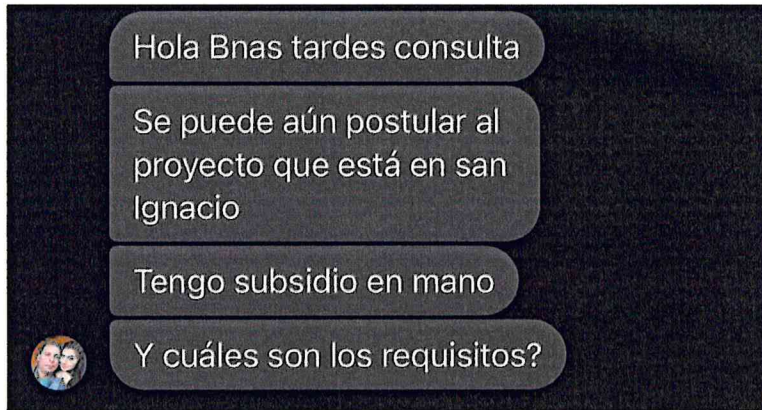 Hola Bnas tardes consulta
Se puede aún postular al
proyecto que está en san
Ignacio
Tengo subsidio en mano
Y cuáles son los requisitos?